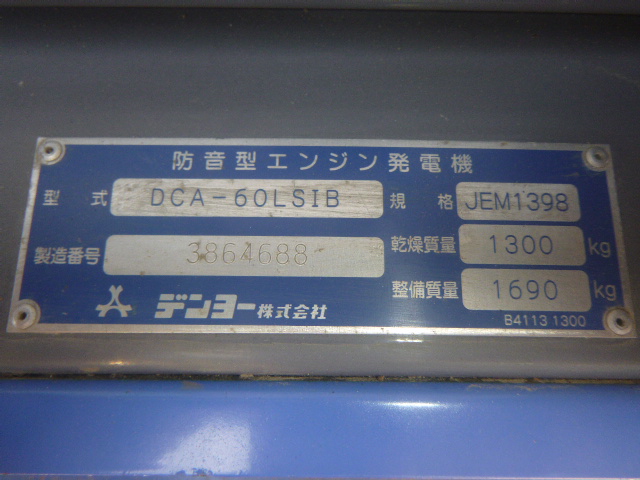 防音型エンジン発電機
型式 DCA-60LSIB 規格 JEM1398
製造番号 3864688 乾燥質量 1300 kg
整備質量 1690 kg
デンヨー株式会社
B4113 1300